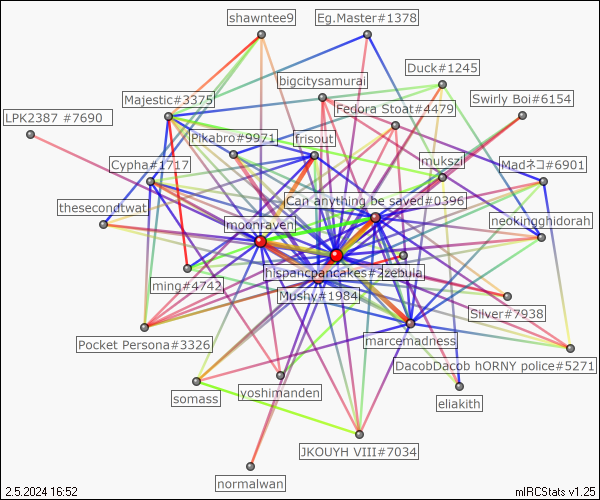 shawntee9
Eg.Master#1378
bigcitysamurai
Duck#1245
Majestic#3375
Fedora Stoat#4479
Swirly Boi#6154
LPK2387 #7690
Pikabro#9971
frisout
Cypha#1717
mukszi
Madネコ#6901
thesecondtwat
Can anything be saved#0396
moonraven
neokingghidorah
hispancpancakes#2
zebula
ming#4742
Mushy#1984
Silver#7938
Pocket Persona#3326
marcemadness
DacobDacob hORNY police#5271
somass
yoshimanden
eliakith
JKOUYH VIII#7034
normalwan
2.5.2024 16:52
mIRCStats v1.25